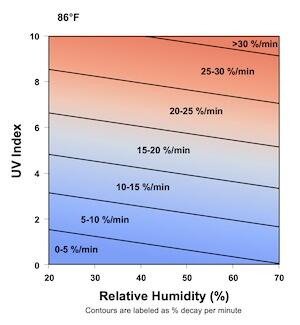 86°F
10
>30 %/min
25-30 %/min
8
20-25 %/min
6
15-20 %/min
UV Index
4
10-15 %/min
2
5-10 %/min
0-5 %/min
0
20 30 40 50 60 70
Relative Humidity (%)
Contours are labeled as % decay per minute